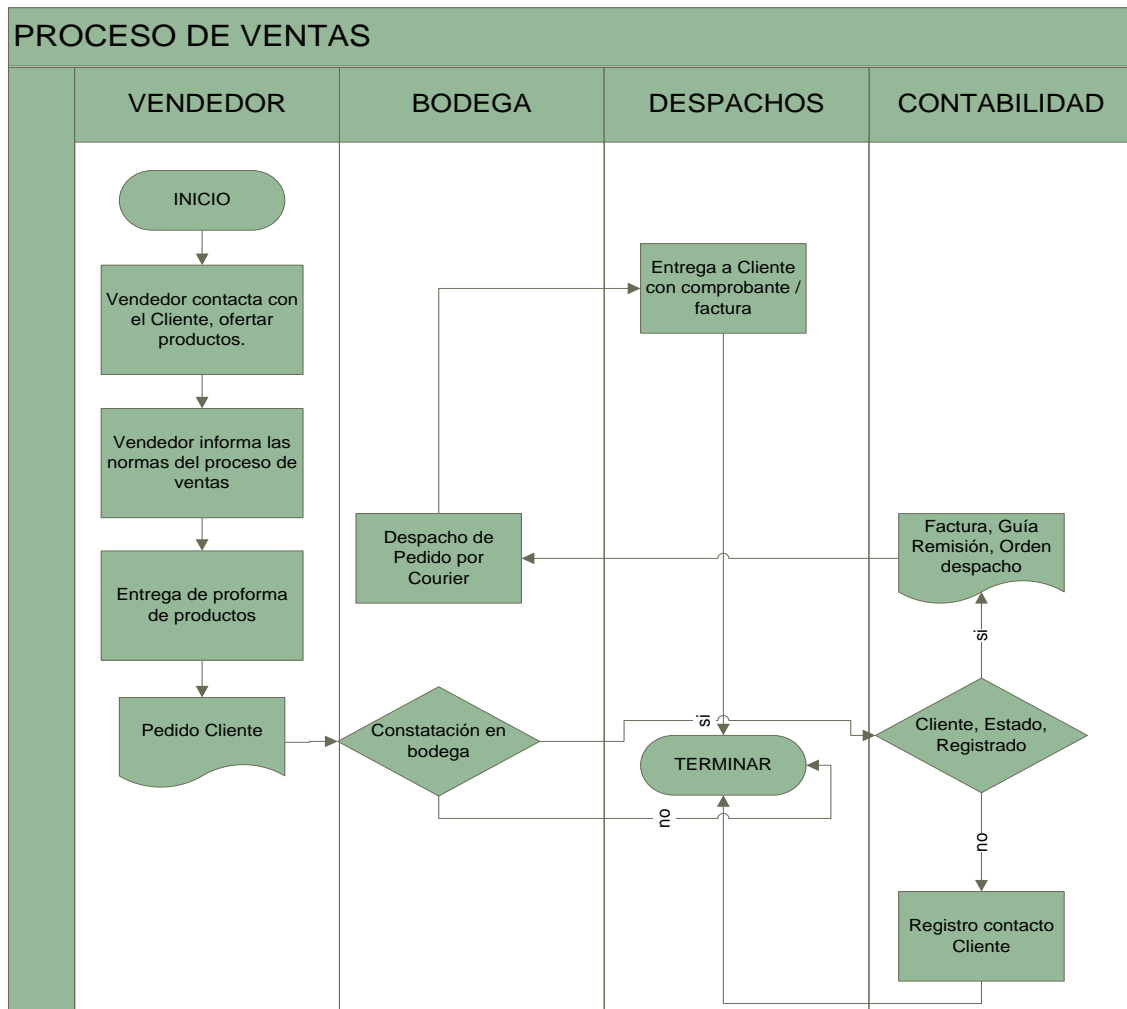 PROCESO DE VENTAS
VENDEDOR
BODEGA
DESPACHOS
CONTABILIDAD
INICIO
Vendedor contacta con
el Cliente, ofertar
productos.
Vendedor informa las
normas del proceso de
ventas
Entrega de proforma
de productos
Pedido Cliente
Constatación en
bodega
Despacho de
Pedido por
Courier
Entrega a Cliente
con comprobante /
factura
si
TERMINAR
no
Factura, Guía
Remisión, Orden
despacho
si
Cliente, Estado,
Registrado
no
Registro contacto
Cliente